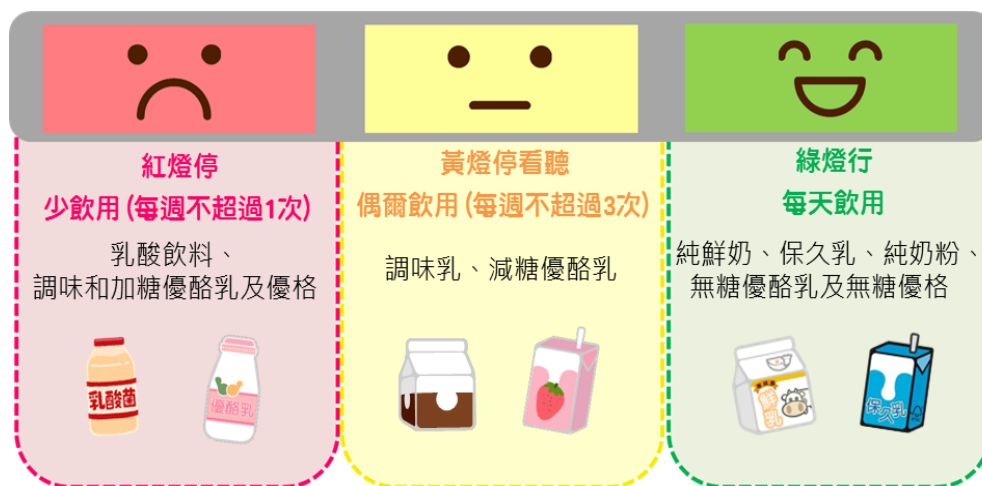 紅燈停
少飲用(每週不超過1次)
乳酸飲料、
調味和加糖優酪乳及優格
乳酸菌
優酪乳
黃燈停看聽
偶爾飲用(每週不超過3次)
調味乳、減糖優酪乳
綠燈行
每天飲用
純鮮奶、保久乳、純奶粉、
無糖優酪乳及無糖優格
鮮乳
保久乳